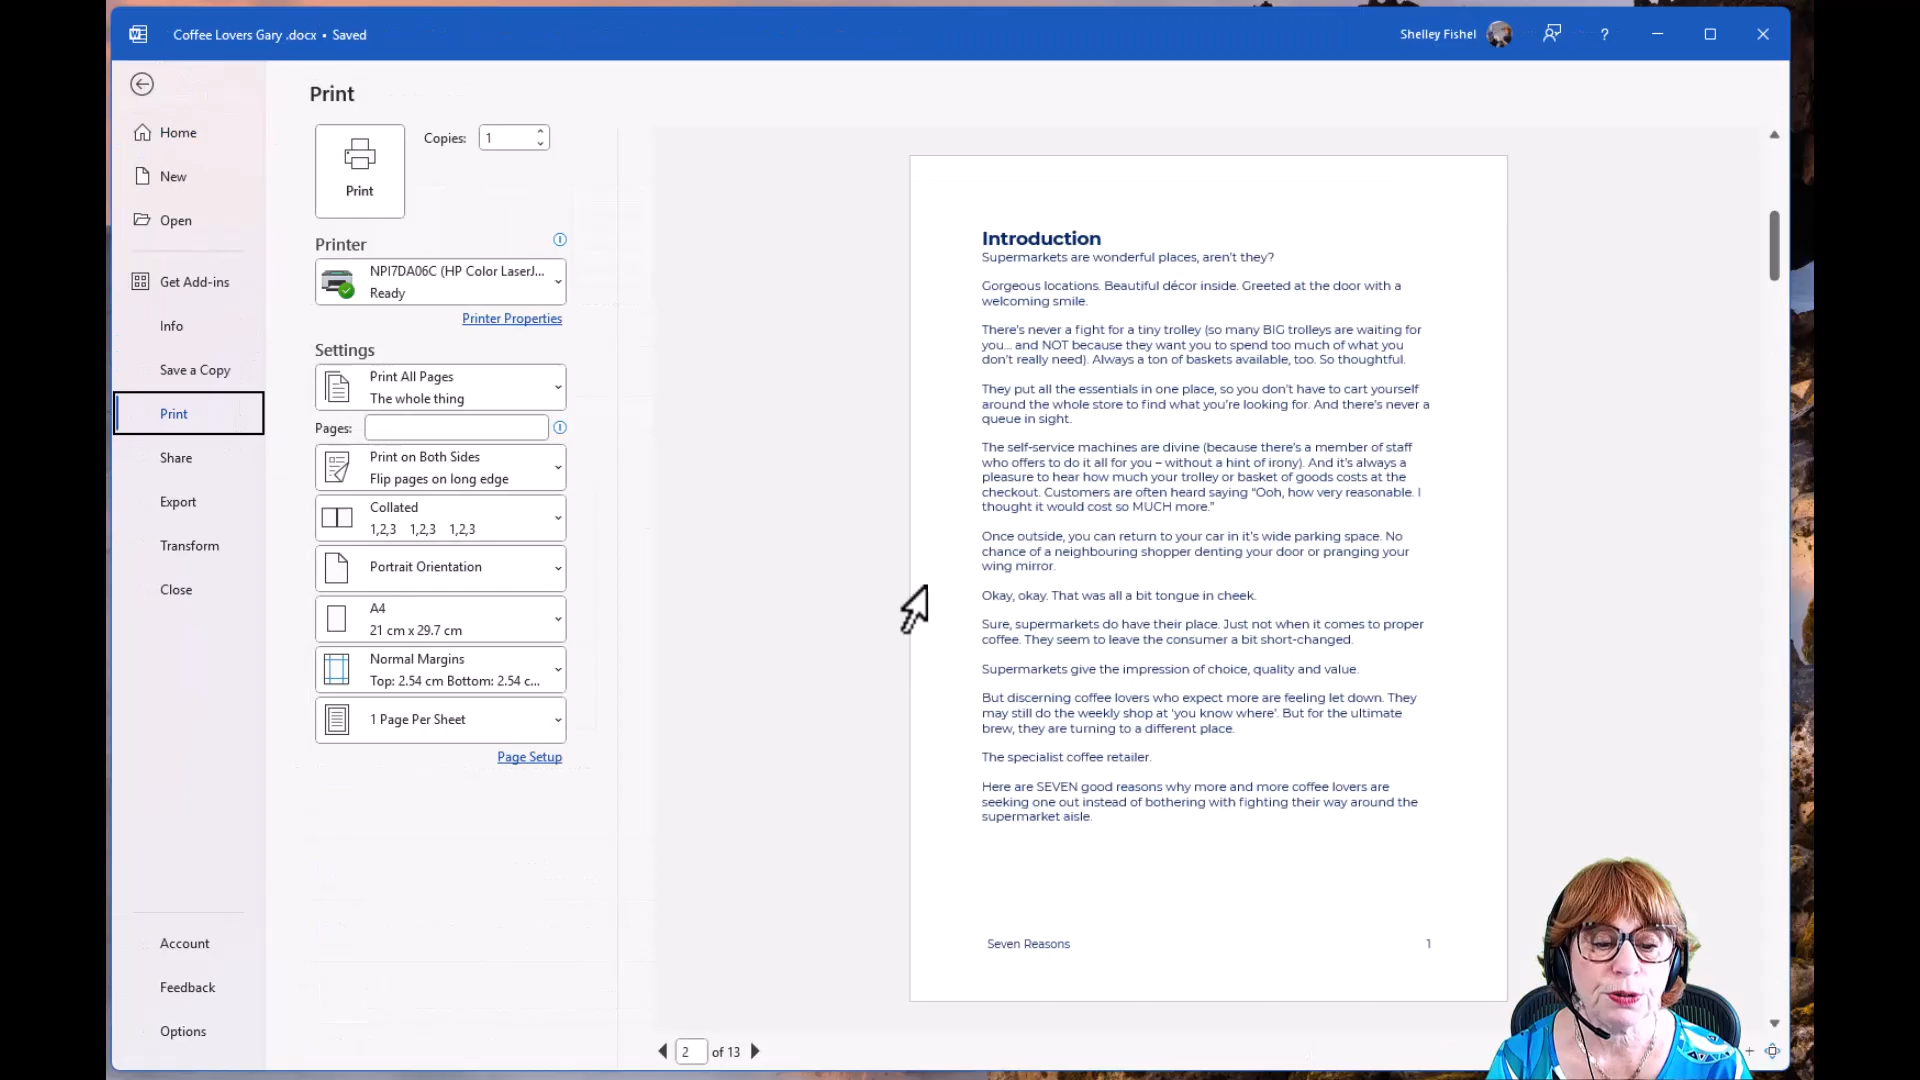 Coffee Lovers Gary .docx • Saved
Shelley Fishel
?
Home
New
Open
Get Add-ins
Info
Save a Copy
Print
Share
Export
Transform
Close
Account
Feedback
Options
Print
Print
Copies:
1
Printer
NPI7DA06C (HP Color LaserJ...
Ready
Printer Properties
Settings
Print All Pages
The whole thing
Pages:
Print on Both Sides
Flip pages on long edge
Collated
1,2,3 1,2,3 1,2,3
Portrait Orientation
A4
21 cm x 29.7 cm
Normal Margins
Top: 2.54 cm Bottom: 2.54 c...
1 Page Per Sheet
Page Setup
Introduction
Supermarkets are wonderful places, aren't they?
Gorgeous locations. Beautiful décor inside. Greeted at the door with a
welcoming smile.
There's never a fight for a tiny trolley (so many BIG trolleys are waiting for
you... and NOT because they want you to spend too much of what you
don't really need). Always a ton of baskets available, too. So thoughtful.
They put all the essentials in one place, so you don't have to cart yourself
around the whole store to find what you're looking for. And there's never a
queue in sight.
The self-service machines are divine (because there's a member of staff
who offers to do it all for you – without a hint of irony). And it's always a
pleasure to hear how much your trolley or basket of goods costs at the
checkout. Customers are often heard saying "Ooh, how very reasonable. I
thought it would cost so MUCH more."
Once outside, you can return to your car in it's wide parking space. No
chance of a neighbouring shopper denting your door or pranging your
wing mirror.
Okay, okay. That was all a bit tongue in cheek.
Sure, supermarkets do have their place. Just not when it comes to proper
coffee. They seem to leave the consumer a bit short-changed.
Supermarkets give the impression of choice, quality and value.
But discerning coffee lovers who expect more are feeling let down. They
may still do the weekly shop at 'you know where'. But for the ultimate
brew, they are turning to a different place.
The specialist coffee retailer.
Here are SEVEN good reasons why more and more coffee lovers are
seeking one out instead of bothering with fighting their way around the
supermarket aisle.
Seven Reasons 1
2 of 13